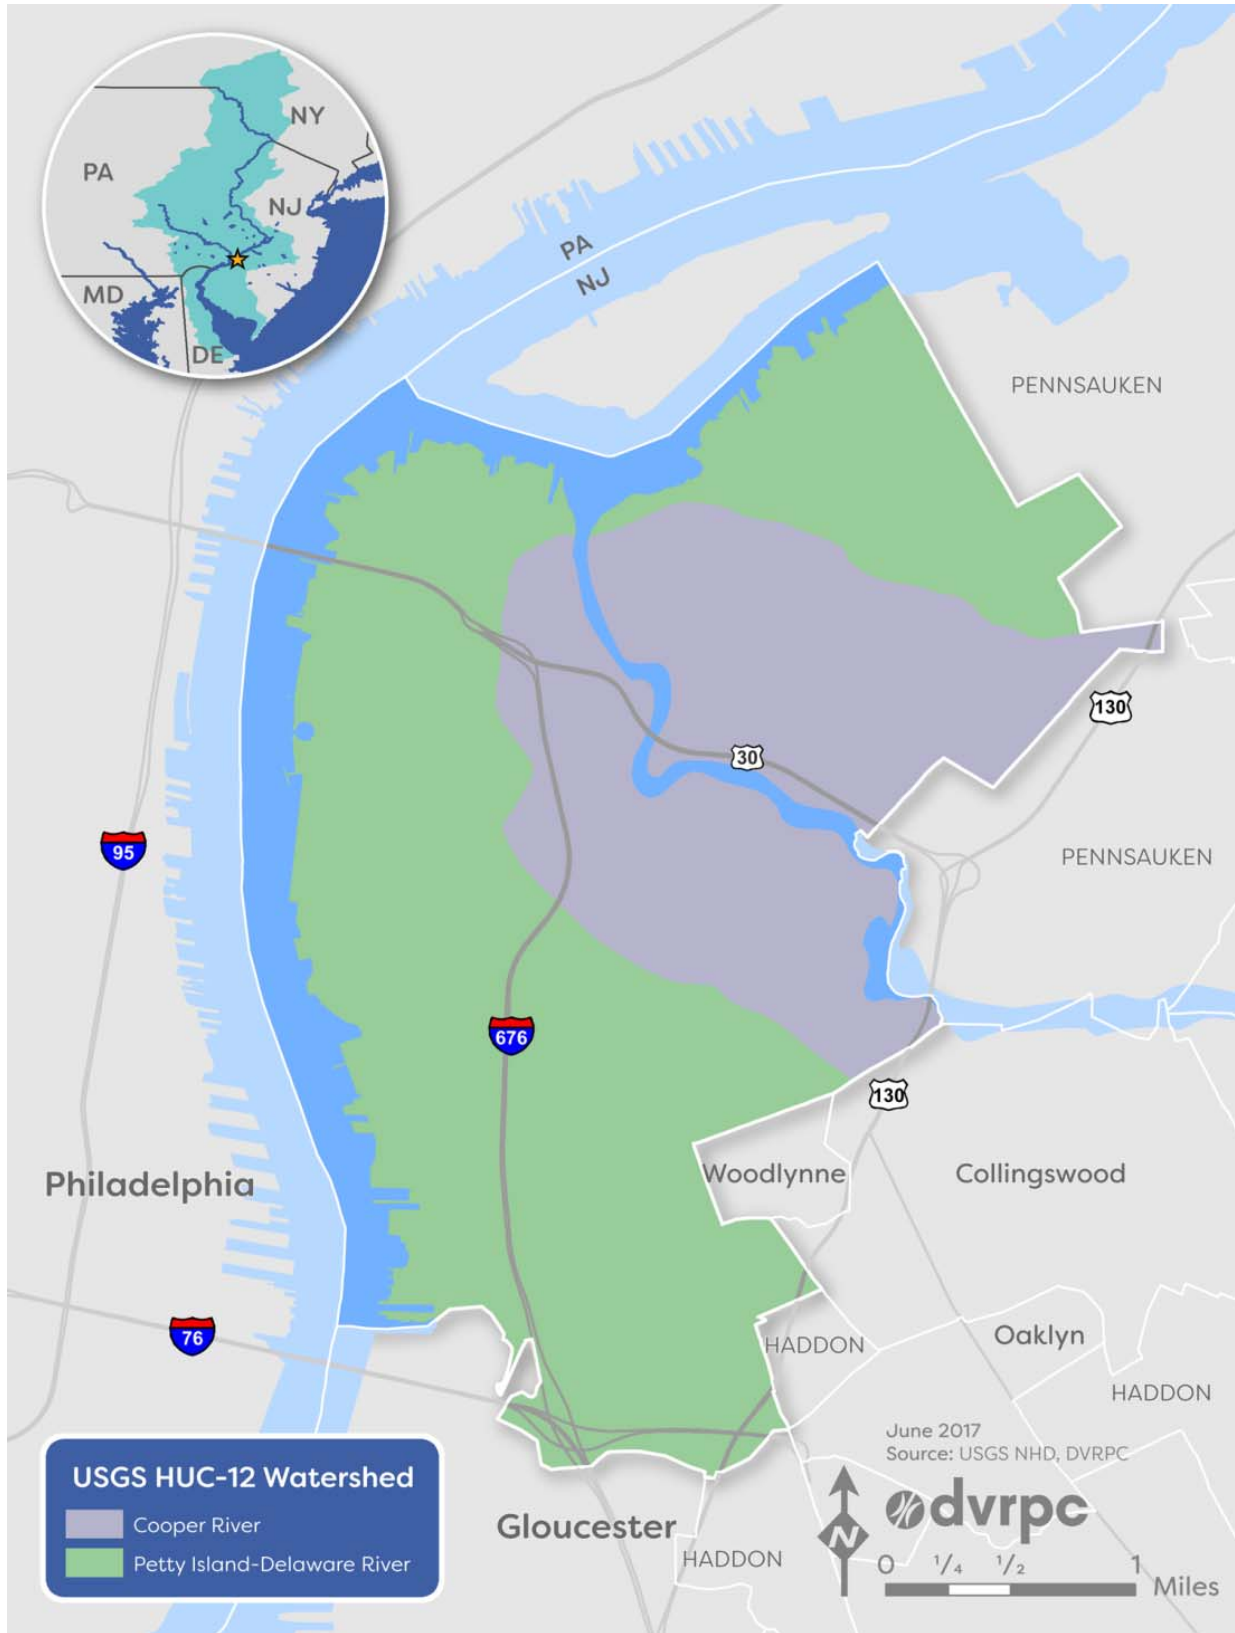 NY
PA
NJ
MD
DE
PA
NJ
PENNSAUKEN
130
30
95
PENNSAUKEN
676
130
Philadelphia
Woodlynne
Collingswood
76
HADDON
Oaklyn
HADDON
June 2017
Source: USGS NHD, DVRPC
USGS HUC-12 Watershed
Cooper River
Petty Island-Delaware River
Gloucester
HADDON
N
dvrpc
0 1/4 1/2 1 Miles